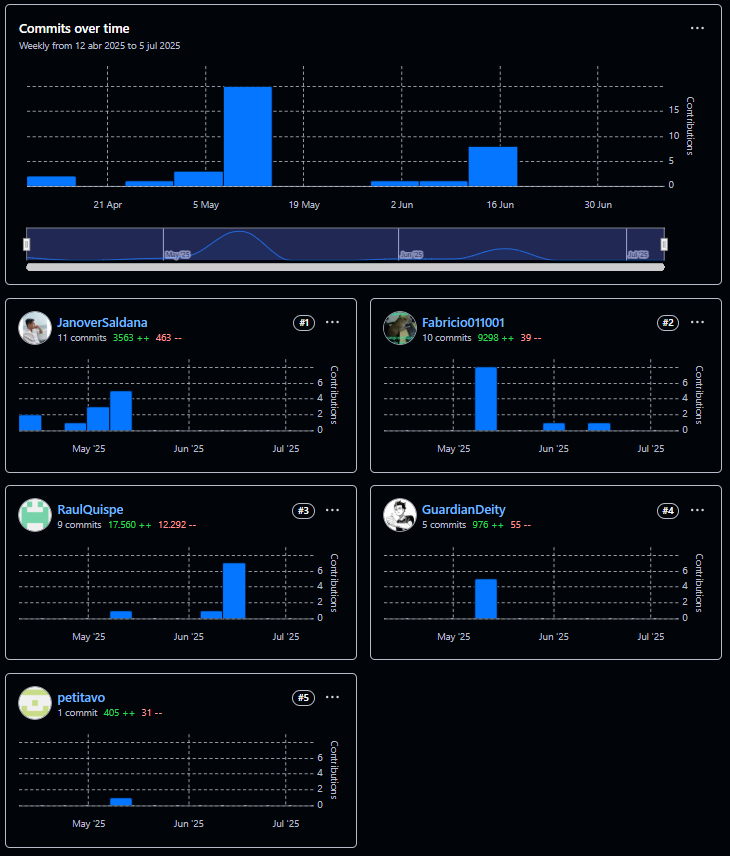 Commits over time
Weekly from 12 abr 2025 to 5 jul 2025
15
10
5
0
Contributions
21 Apr 5 May 19 May 2 Jun 16 Jun 30 Jun
May '25 Jun '25 Jul '25
JanoverSaldana #1
11 commits 3563 ++ 463 --
6
4
2
0
Contributions
May '25 Jun '25 Jul '25
Fabricio011001 #2
10 commits 9298 ++ 39 --
6
4
2
0
Contributions
May '25 Jun '25 Jul '25
RaulQuispe #3
9 commits 17.560 ++ 12.292 --
6
4
2
0
Contributions
May '25 Jun '25 Jul '25
GuardianDeity #4
5 commits 976 ++ 55 --
6
4
2
0
Contributions
May '25 Jun '25 Jul '25
petitavo #5
1 commit 405 ++ 31 --
6
4
2
0
Contributions
May '25 Jun '25 Jul '25